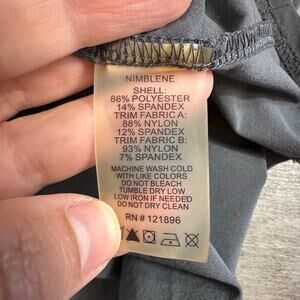 NIMBLENE
SHELL:
86% POLYESTER
14% SPANDEX
TRIM FABRIC A:
88% NYLON
12% SPANDEX
TRIM FABRIC B:
93% NYLON
7% SPANDEX
MACHINE WASH COLD
WITH LIKE COLORS
DO NOT BLEACH
TUMBLE DRY LOW
LOW IRON IF NEEDED
DO NOT DRY CLEAN
RN # 121896